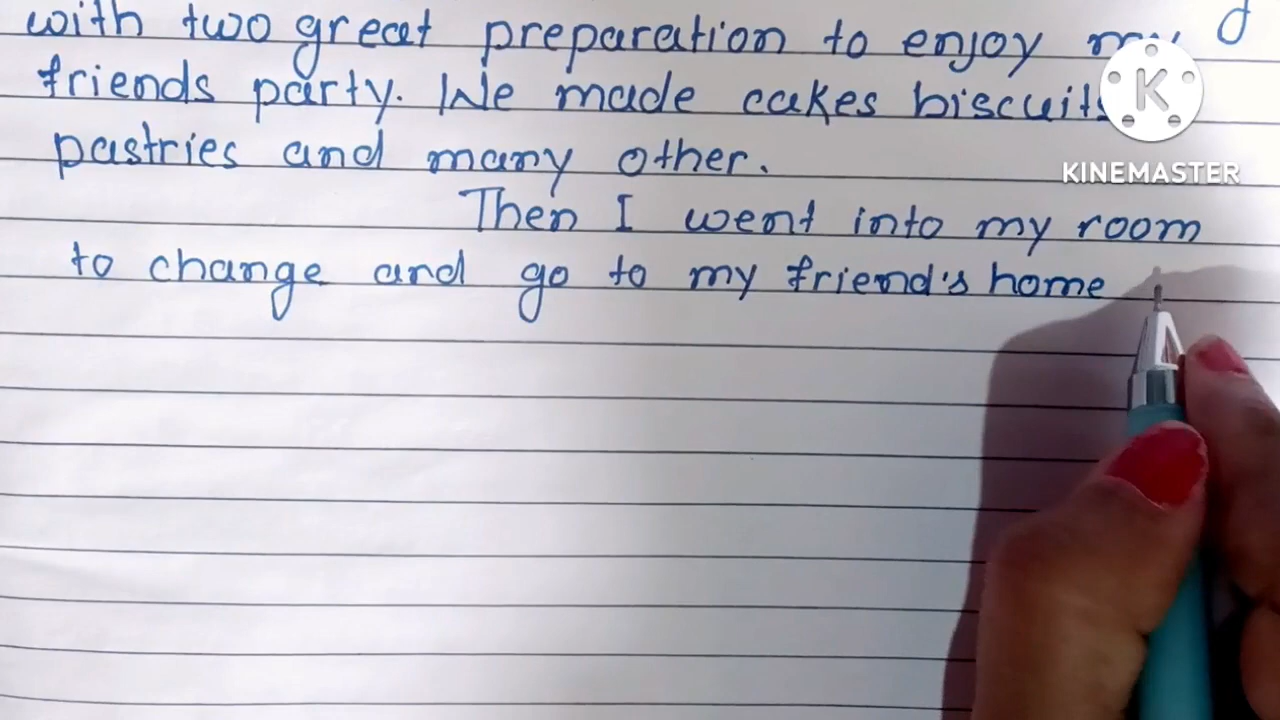 with two great preparation to enjoy my
friends party. We made cakes biscuits
pastries and many other.
Then I went into my room
to change and go to my friend's home
K
KINEMASTER